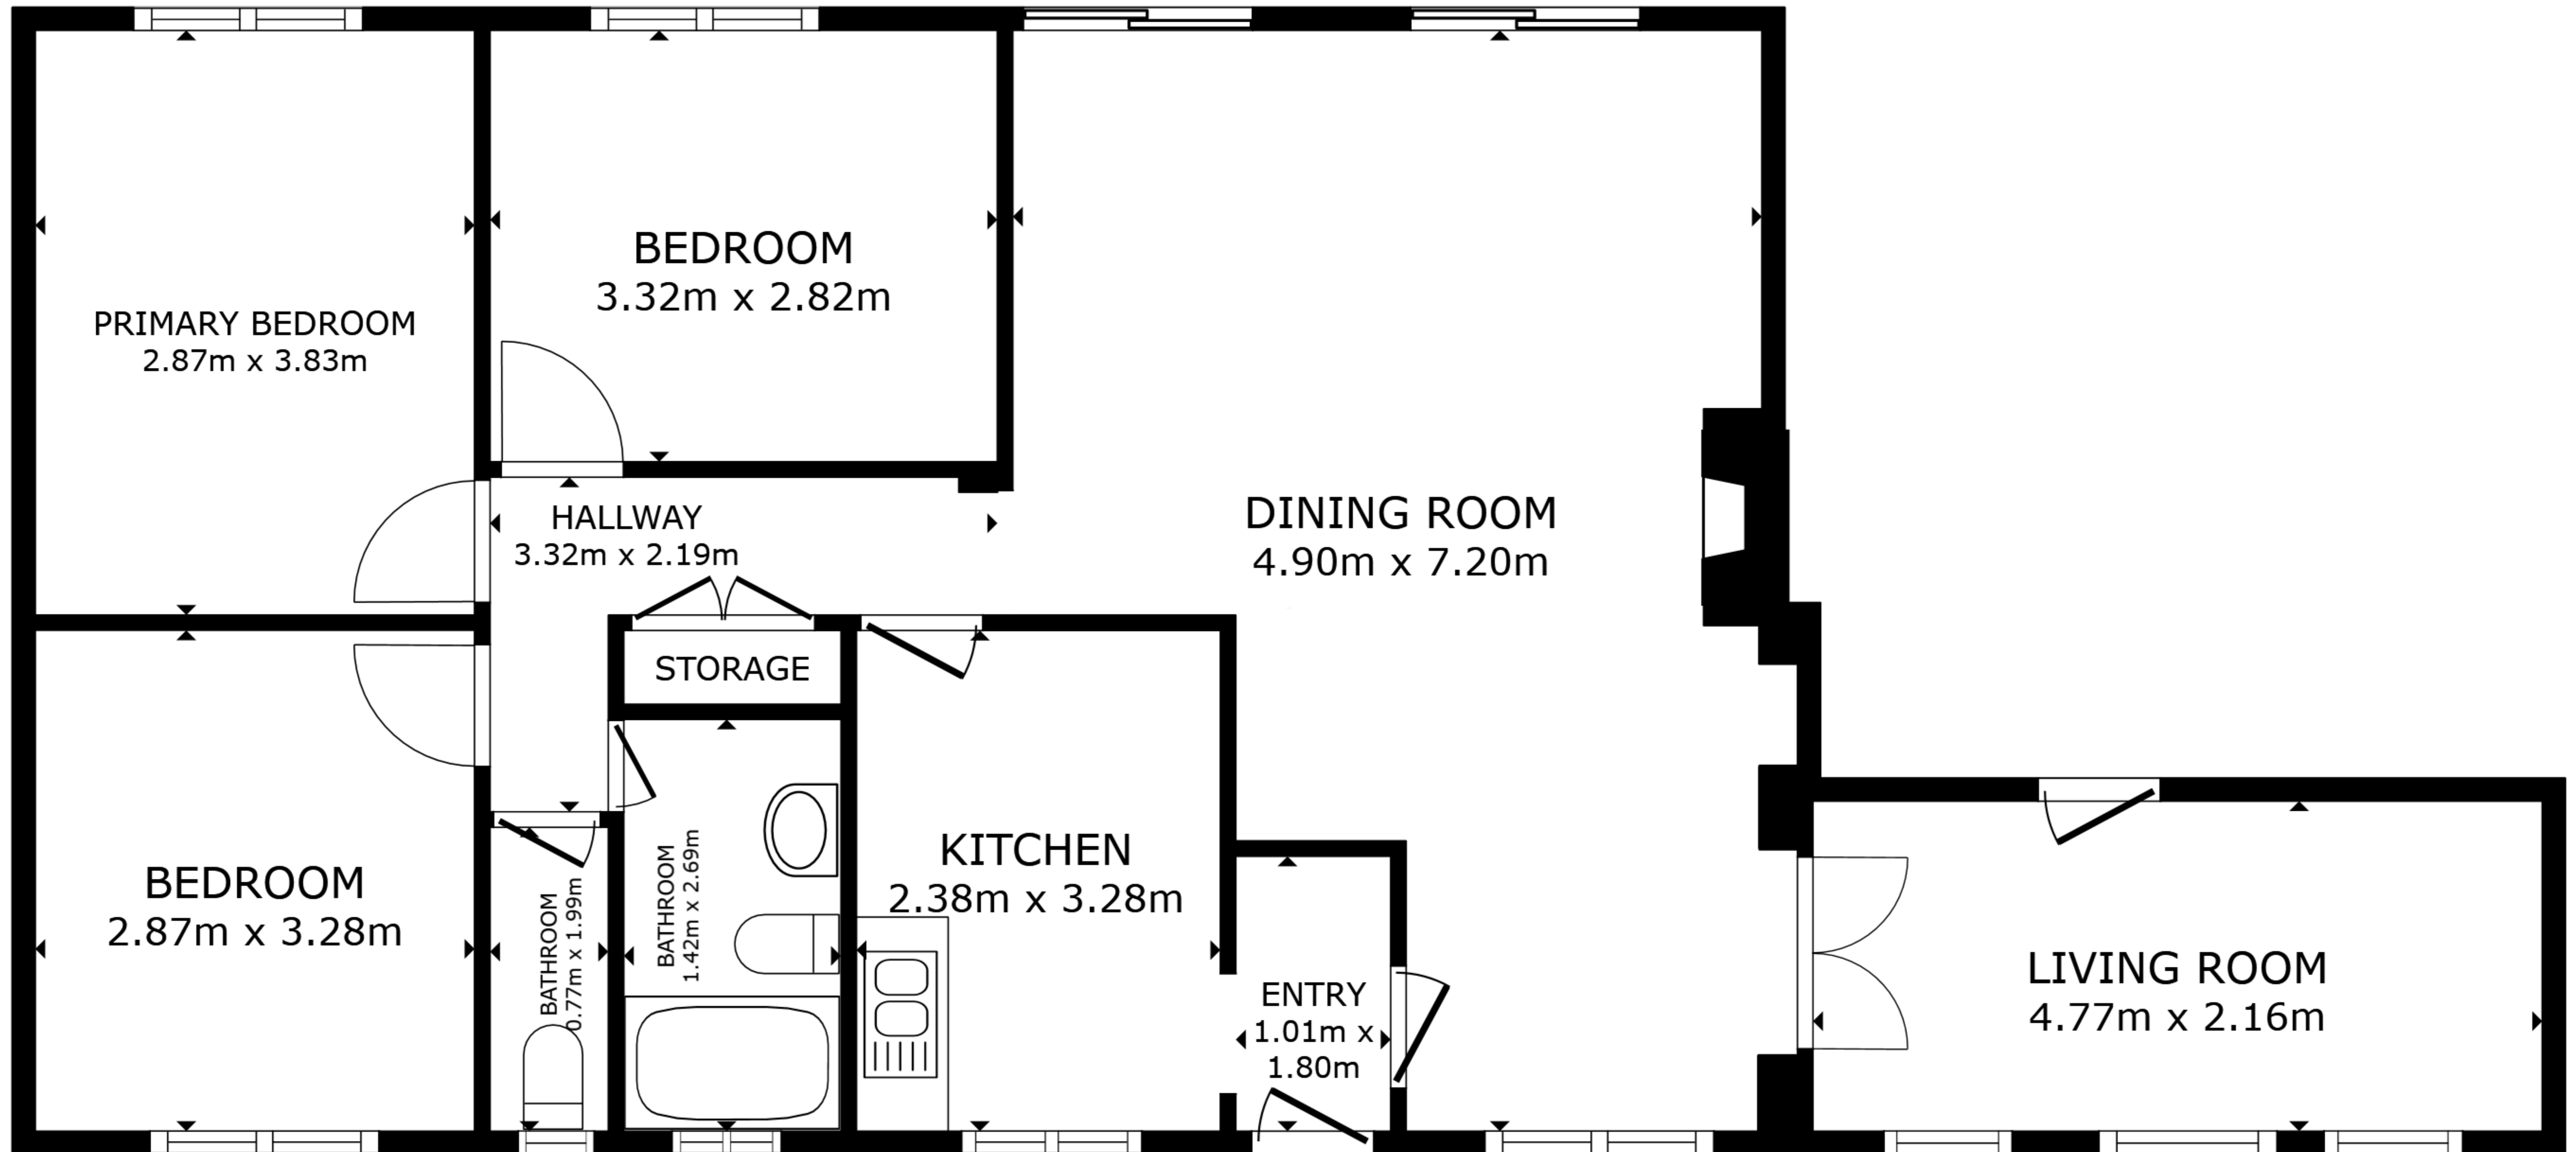 BEDROOM
3.32m x 2.82m
PRIMARY BEDROOM
2.87m x 3.83m
HALLWAY
3.32m x 2.19m
DINING ROOM
4.90m x 7.20m
STORAGE
BEDROOM
2.87m x 3.28m
BATHROOM
0.77m x 1.99m
BATHROOM
1.42m x 2.69m
KITCHEN
2.38m x 3.28m
ENTRY
1.01m x
1.80m
LIVING ROOM
4.77m x 2.16m